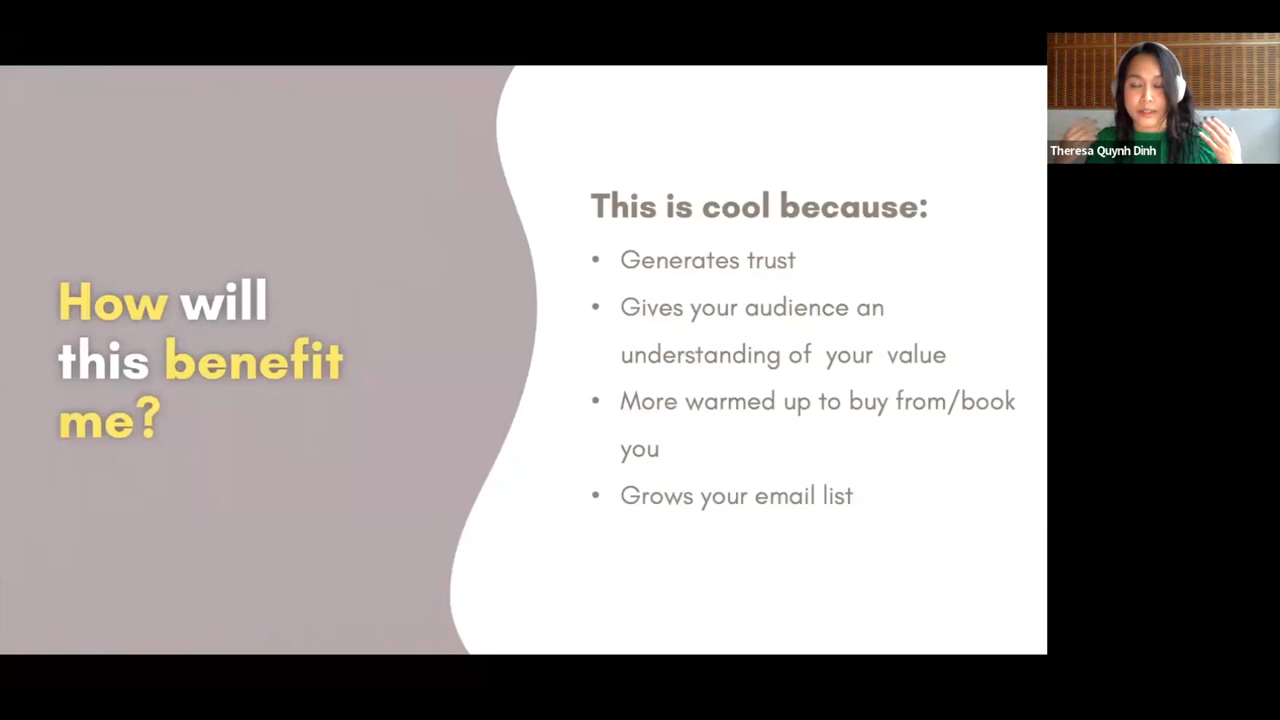 How will
this benefit
me?
This is cool because:
• Generates trust
• Gives your audience an
understanding of your value
• More warmed up to buy from/book
you
• Grows your email list
Theresa Quynh Dinh